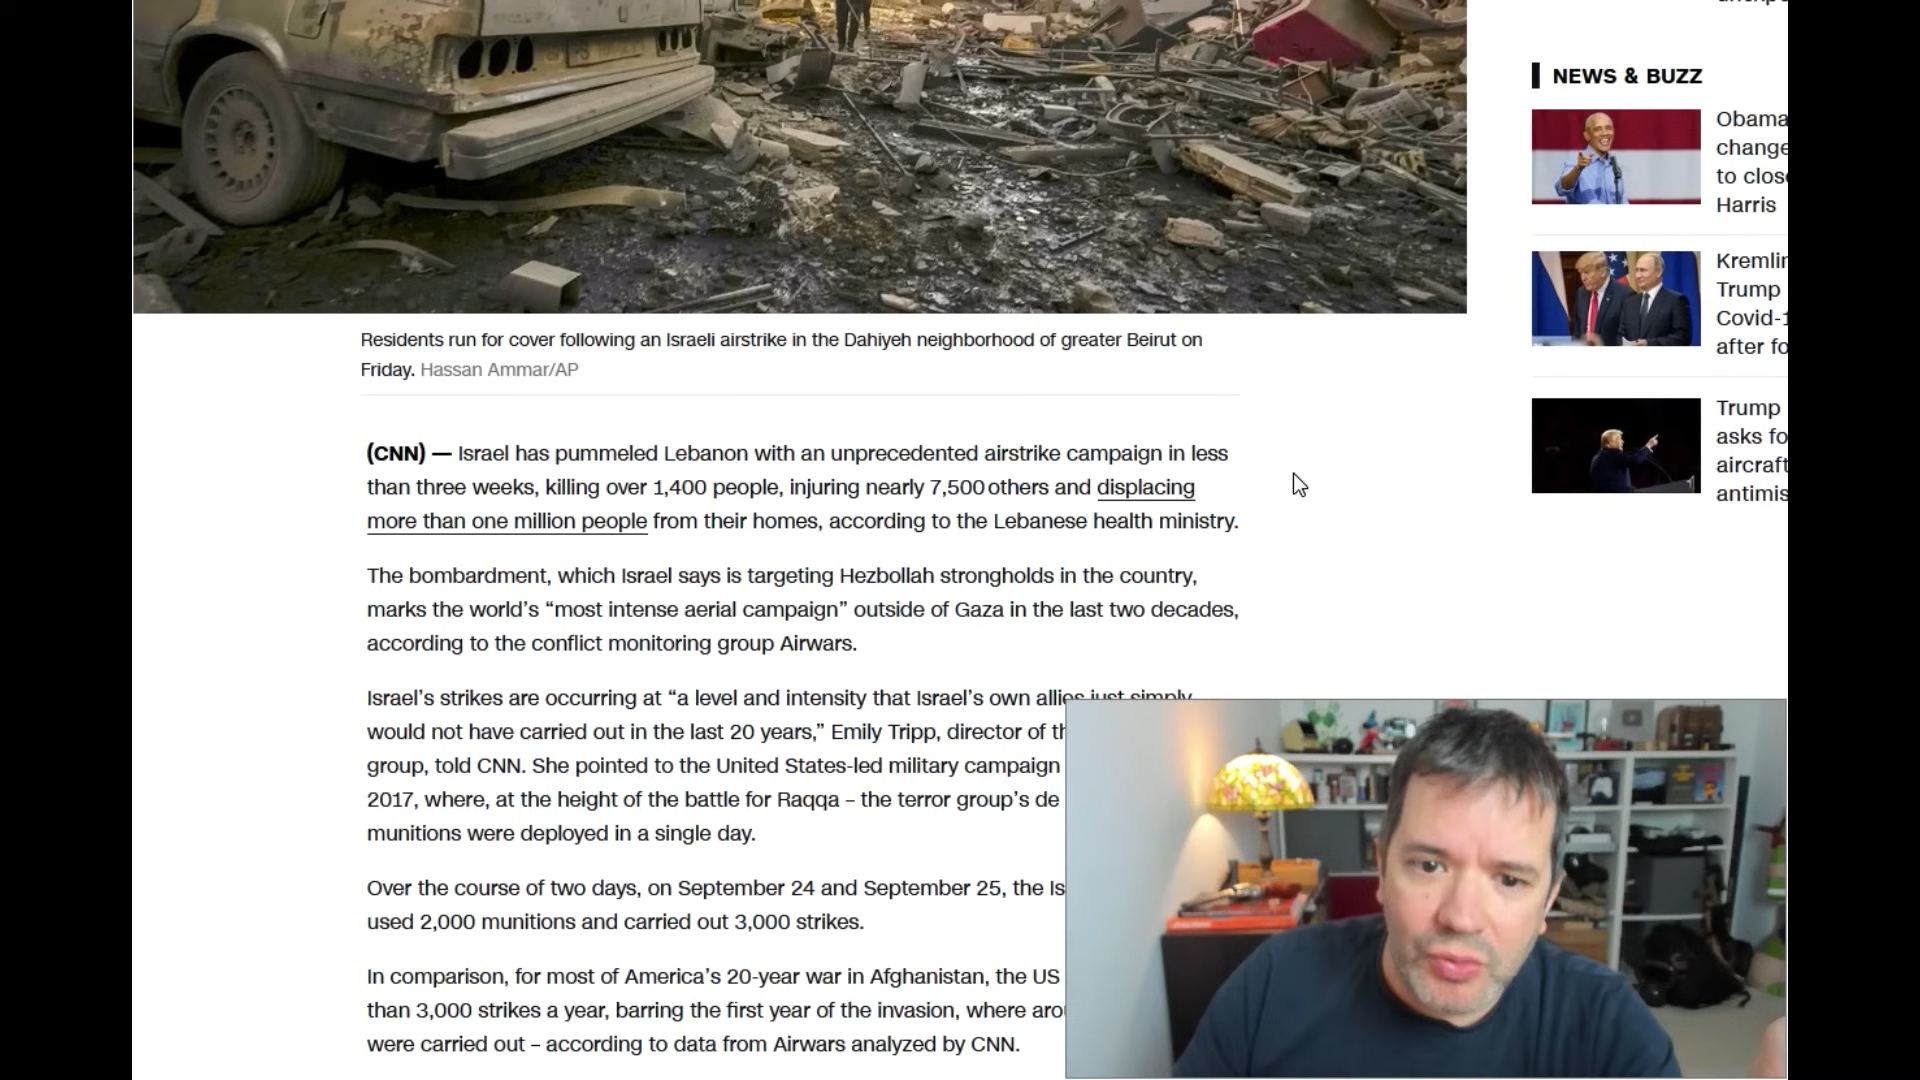 NEWS & BUZZ
Obama
change
to close
Harris
Kremlin
Trump
Covid-1
after fo
Trump
asks fo
aircraft
antimis
Residents run for cover following an Israeli airstrike in the Dahiyeh neighborhood of greater Beirut on
Friday. Hassan Ammar/AP
(CNN) — Israel has pummeled Lebanon with an unprecedented airstrike campaign in less
than three weeks, killing over 1,400 people, injuring nearly 7,500 others and displacing
more than one million people from their homes, according to the Lebanese health ministry.
The bombardment, which Israel says is targeting Hezbollah strongholds in the country,
marks the world’s “most intense aerial campaign” outside of Gaza in the last two decades,
according to the conflict monitoring group Airwars.
Israel’s strikes are occurring at “a level and intensity that Israel’s own allies just simply
would not have carried out in the last 20 years,” Emily Tripp, director of th
group, told CNN. She pointed to the United States-led military campaign
2017, where, at the height of the battle for Raqqa – the terror group’s de
munitions were deployed in a single day.
Over the course of two days, on September 24 and September 25, the Is
used 2,000 munitions and carried out 3,000 strikes.
In comparison, for most of America’s 20-year war in Afghanistan, the US
than 3,000 strikes a year, barring the first year of the invasion, where aro
were carried out – according to data from Airwars analyzed by CNN.